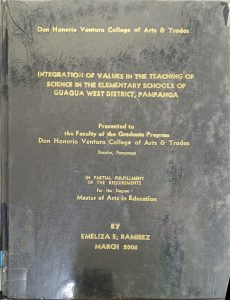 Don Honorio Ventura College of Arts & Trades
INTEGRATION OF VALUES IN THE TEACHING OF
SCIENCE IN THE ELEMENTARY SCHOOLS OF
GUAGUA WEST DISTRICT, PAMPANGA
Presented to
the Faculty of the Graduate Program
Don Honorio Ventura College of Arts & Trades
Bacolor, Pampanga
IN PARTIAL FULFILLMENT
OF THE REQUIREMENTS
For the Degree
Master of Arts in Education
BY
EMELIZA S. RAMIREZ
MARCH 2006